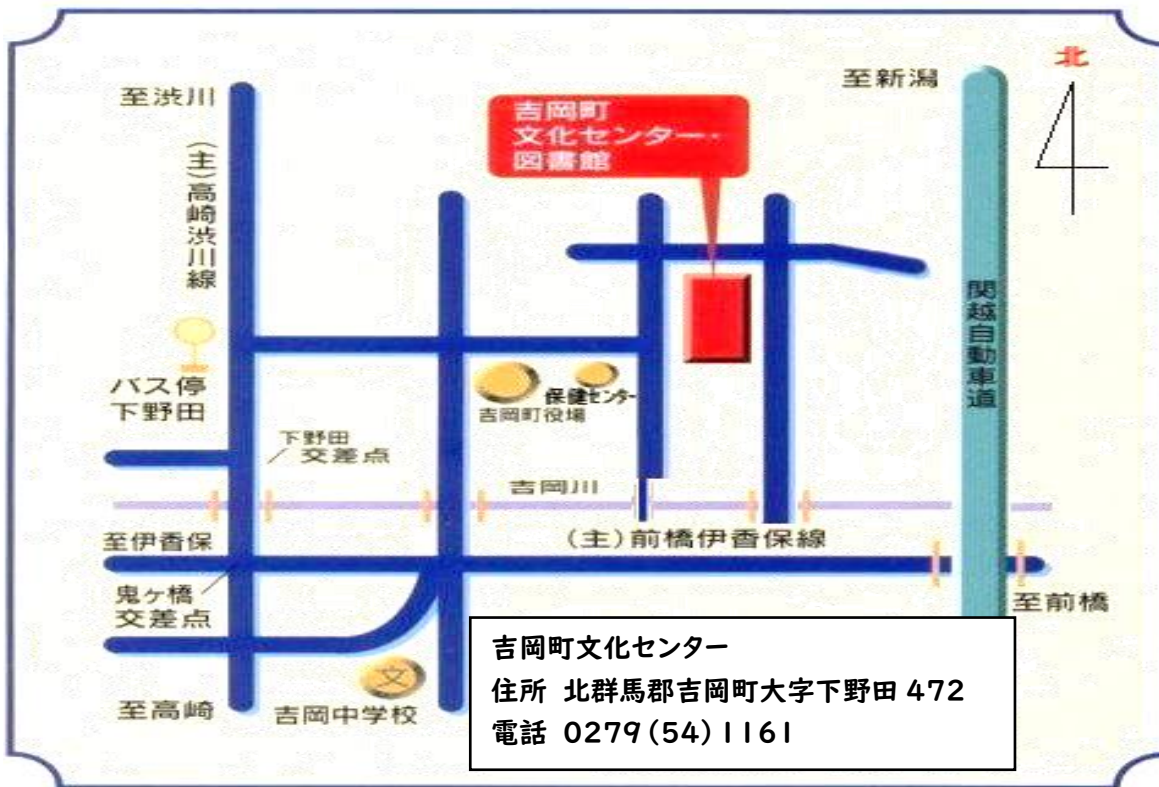 北
至渋川
至新潟
吉岡町
文化センター・
図書館
(主)高崎渋川線
関越自動車道
バス停
下野田
保健センター
吉岡町役場
下野田
交差点
吉岡川
(主)前橋伊香保線
至伊香保
鬼ヶ橋
交差点
至前橋
文
至高崎
吉岡中学校
吉岡町文化センター
住所 北群馬郡吉岡町大字下野田 472
電話 0279(54)1161